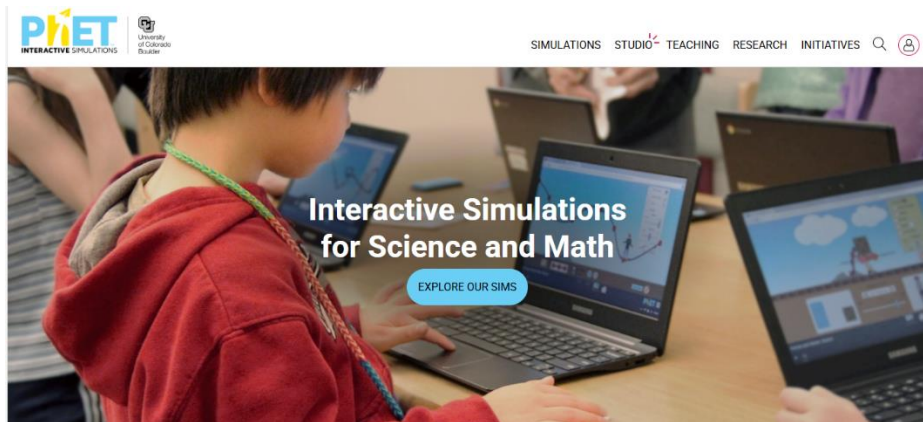 PhET
INTERACTIVE SIMULATIONS
University
of Colorado
Boulder
SIMULATIONS STUDIO TEACHING RESEARCH INITIATIVES
Interactive Simulations
for Science and Math
EXPLORE OUR SIMS